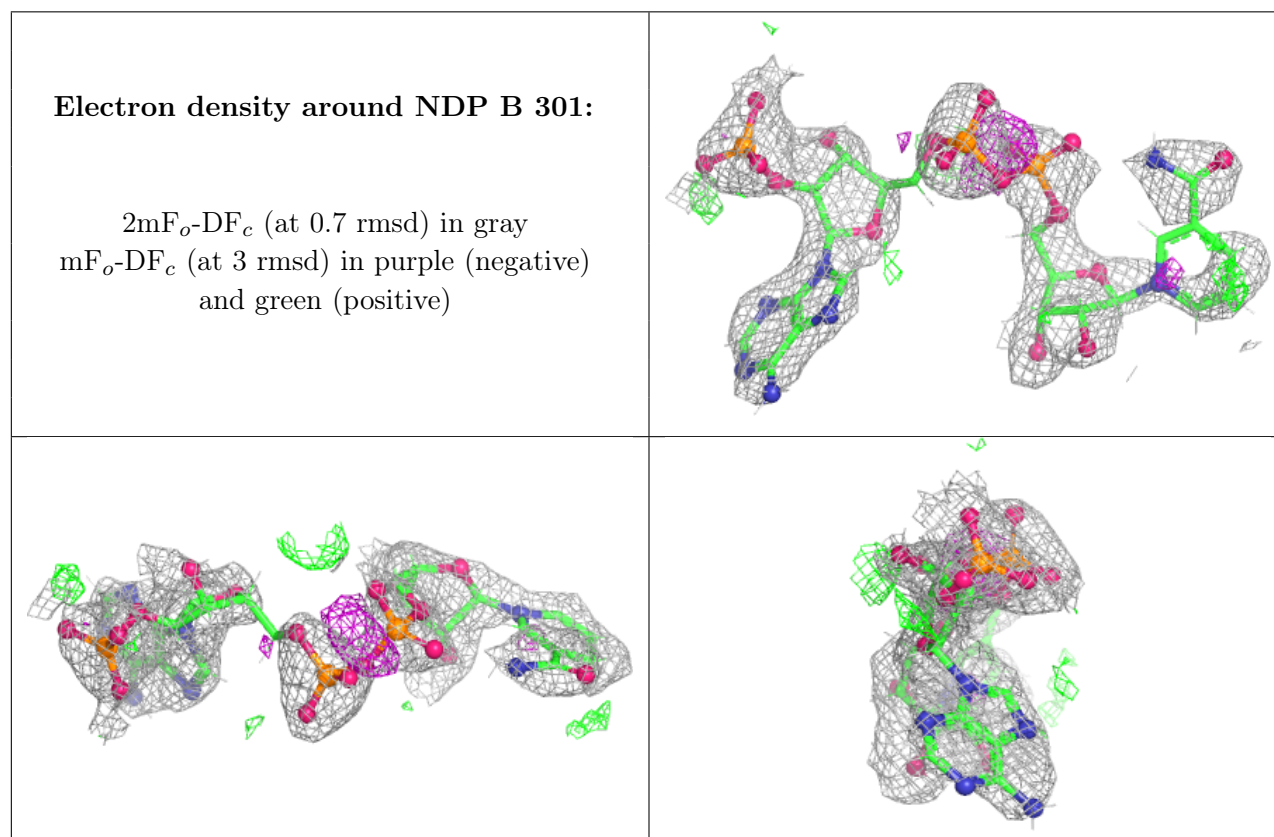 Electron density around NDP B 301:
2mFo-DFc (at 0.7 rmsd) in gray
mFo-DFc (at 3 rmsd) in purple (negative)
and green (positive)